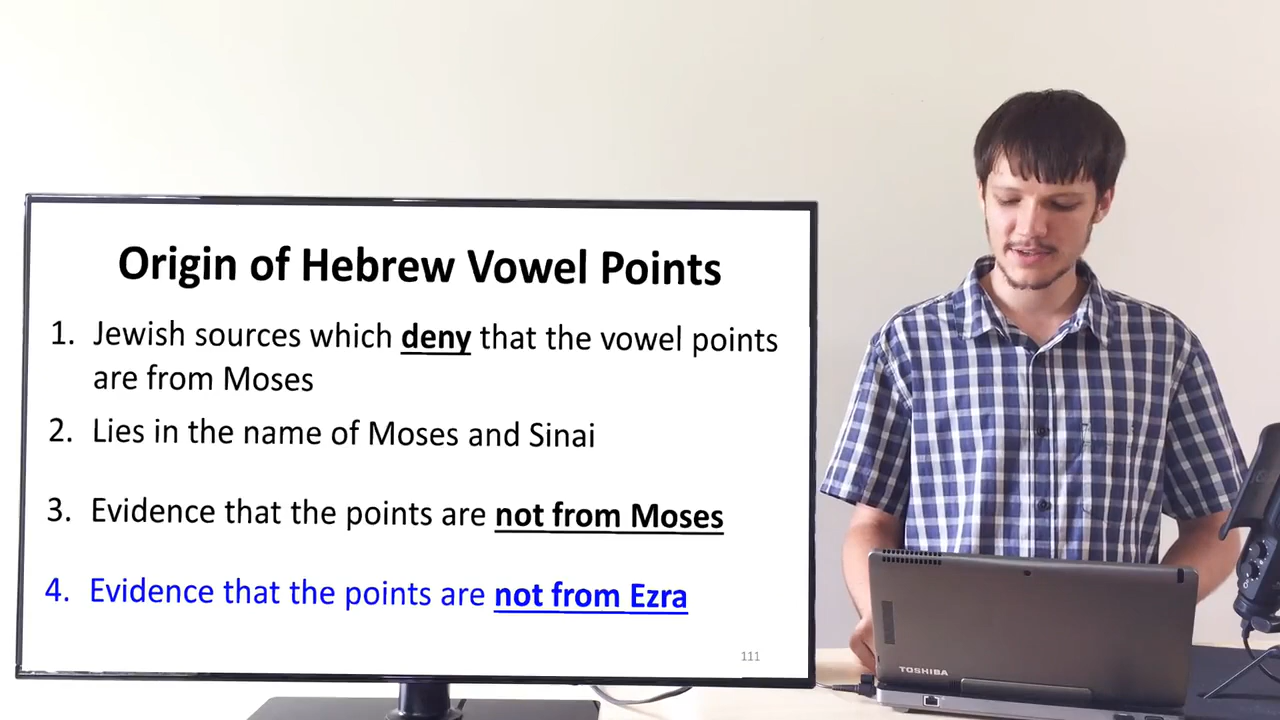 Origin of Hebrew Vowel Points
1. Jewish sources which deny that the vowel points
are from Moses
2. Lies in the name of Moses and Sinai
3. Evidence that the points are not from Moses
4. Evidence that the points are not from Ezra
111
TOSHIBA